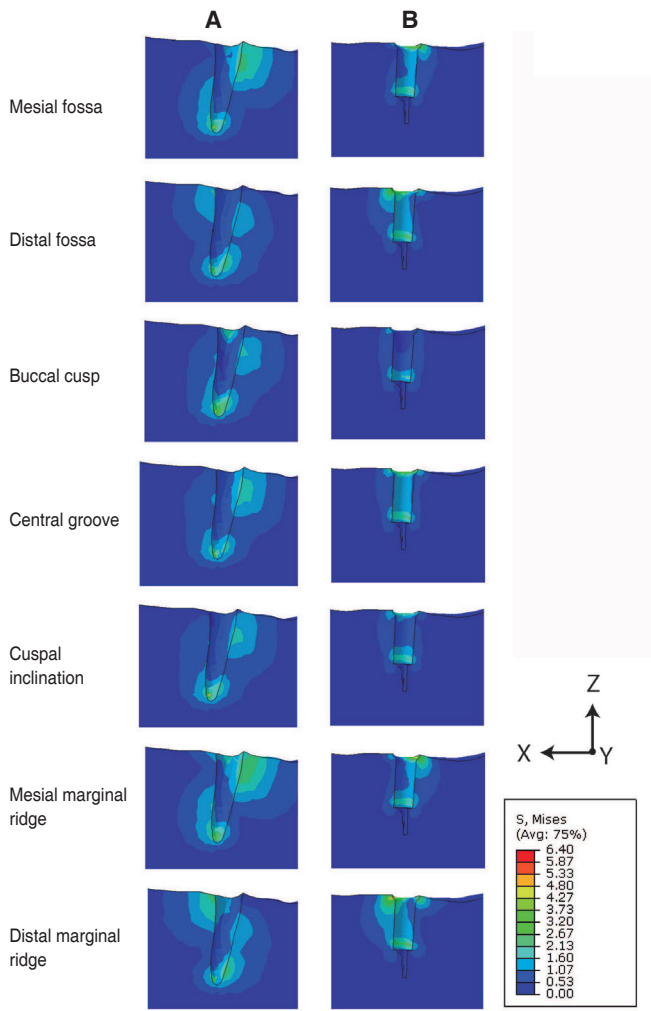 A
B
Mesial fossa
Distal fossa
Buccal cusp
Central groove
Cuspal
inclination
Mesial marginal
ridge
Distal marginal
ridge
Z
X
Y
S, Mises
(Avg: 75%)
6.40
5.87
5.33
4.80
4.27
3.73
3.20
2.67
2.13
1.60
1.07
0.53
0.00